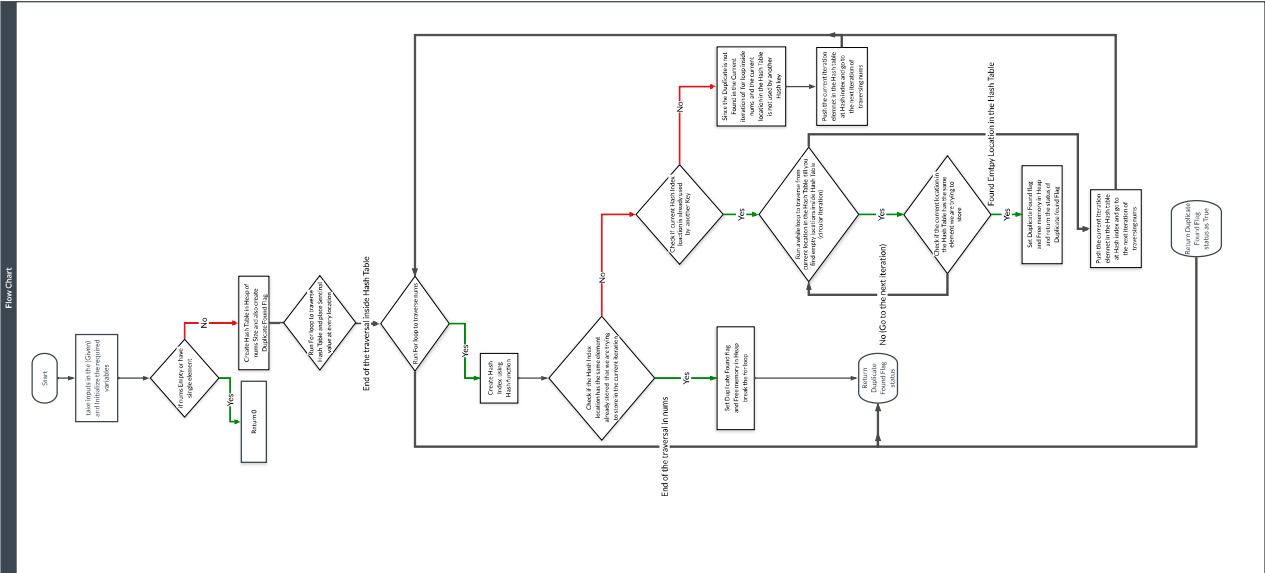 Flow Chart
Start
take Inputs in the (Given)
and Initialize the required
variables
if nums Empty or have
single element
No
Yes
Return 0
Create Hash Table in Heap of
nums Size and also create
Duplicate Found Flag
Run For loop to traverse
Hash Table and place Sentinel
value at every location
End of the traversal inside Hash Table
Run For loop to traverse nums
Yes
Create Hash
Index using
Hash function
Check if the Hash Index
location has the same element
already stored that we are trying
to store in the current iteration
No
Yes
End of the traversal in nums
Set Duplicate Found flag
and Free memory in Heap
break the for loop
Return
Duplicate
Found Flag
status
Check if current Hash Index
location is already used
by another Key
No
Yes
Since the Duplicate is not
Found in the Current
iteration of for loop inside
nums and the current
location in the Hash Table
is not used by another
Hash key
Push the current iteration
elemnet in the Hash table
at Hash index and go to
the next iteration of
traversing nums
Run a while loop to traverse from
current location in the Hash Table till you
find empty locations inside Hash Table
(circular iteration)
Yes
No (Go to the next iteration)
Check if the current location in
the Hash Table has the same
element we are trying to
store
Found Emtpy Location in the Hash Table
Yes
Set Duplicate Found flag
and Free memory in Heap
and return the status of
Duplicate found Flag
Push the current iteration
elemnet in the Hash table
at Hash index and go to
the next iteration of
traversing nums
Return Duplicate
Found Flag
status as True